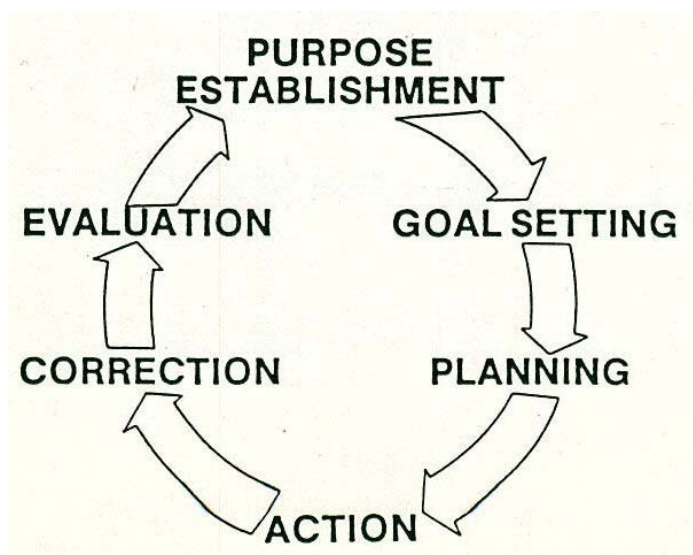 PURPOSE
ESTABLISHMENT
GOAL SETTING
PLANNING
ACTION
CORRECTION
EVALUATION